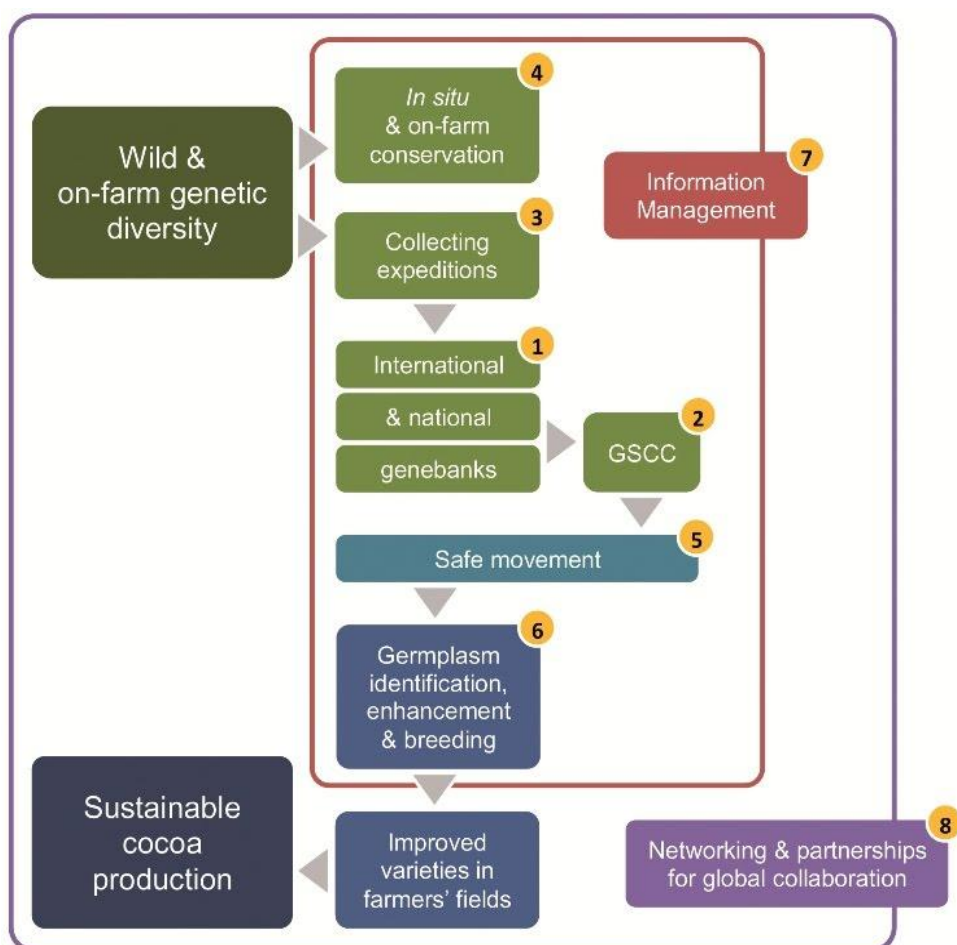 4
In situ
& on-farm
conservation
Wild &
on-farm genetic
diversity
7
Information
Management
3
Collecting
expeditions
1
International
& national
genebanks
2
GSCC
5
Safe movement
6
Germplasm
identification,
enhancement
& breeding
Sustainable
cocoa
production
Improved
varieties in
farmers' fields
8
Networking & partnerships
for global collaboration